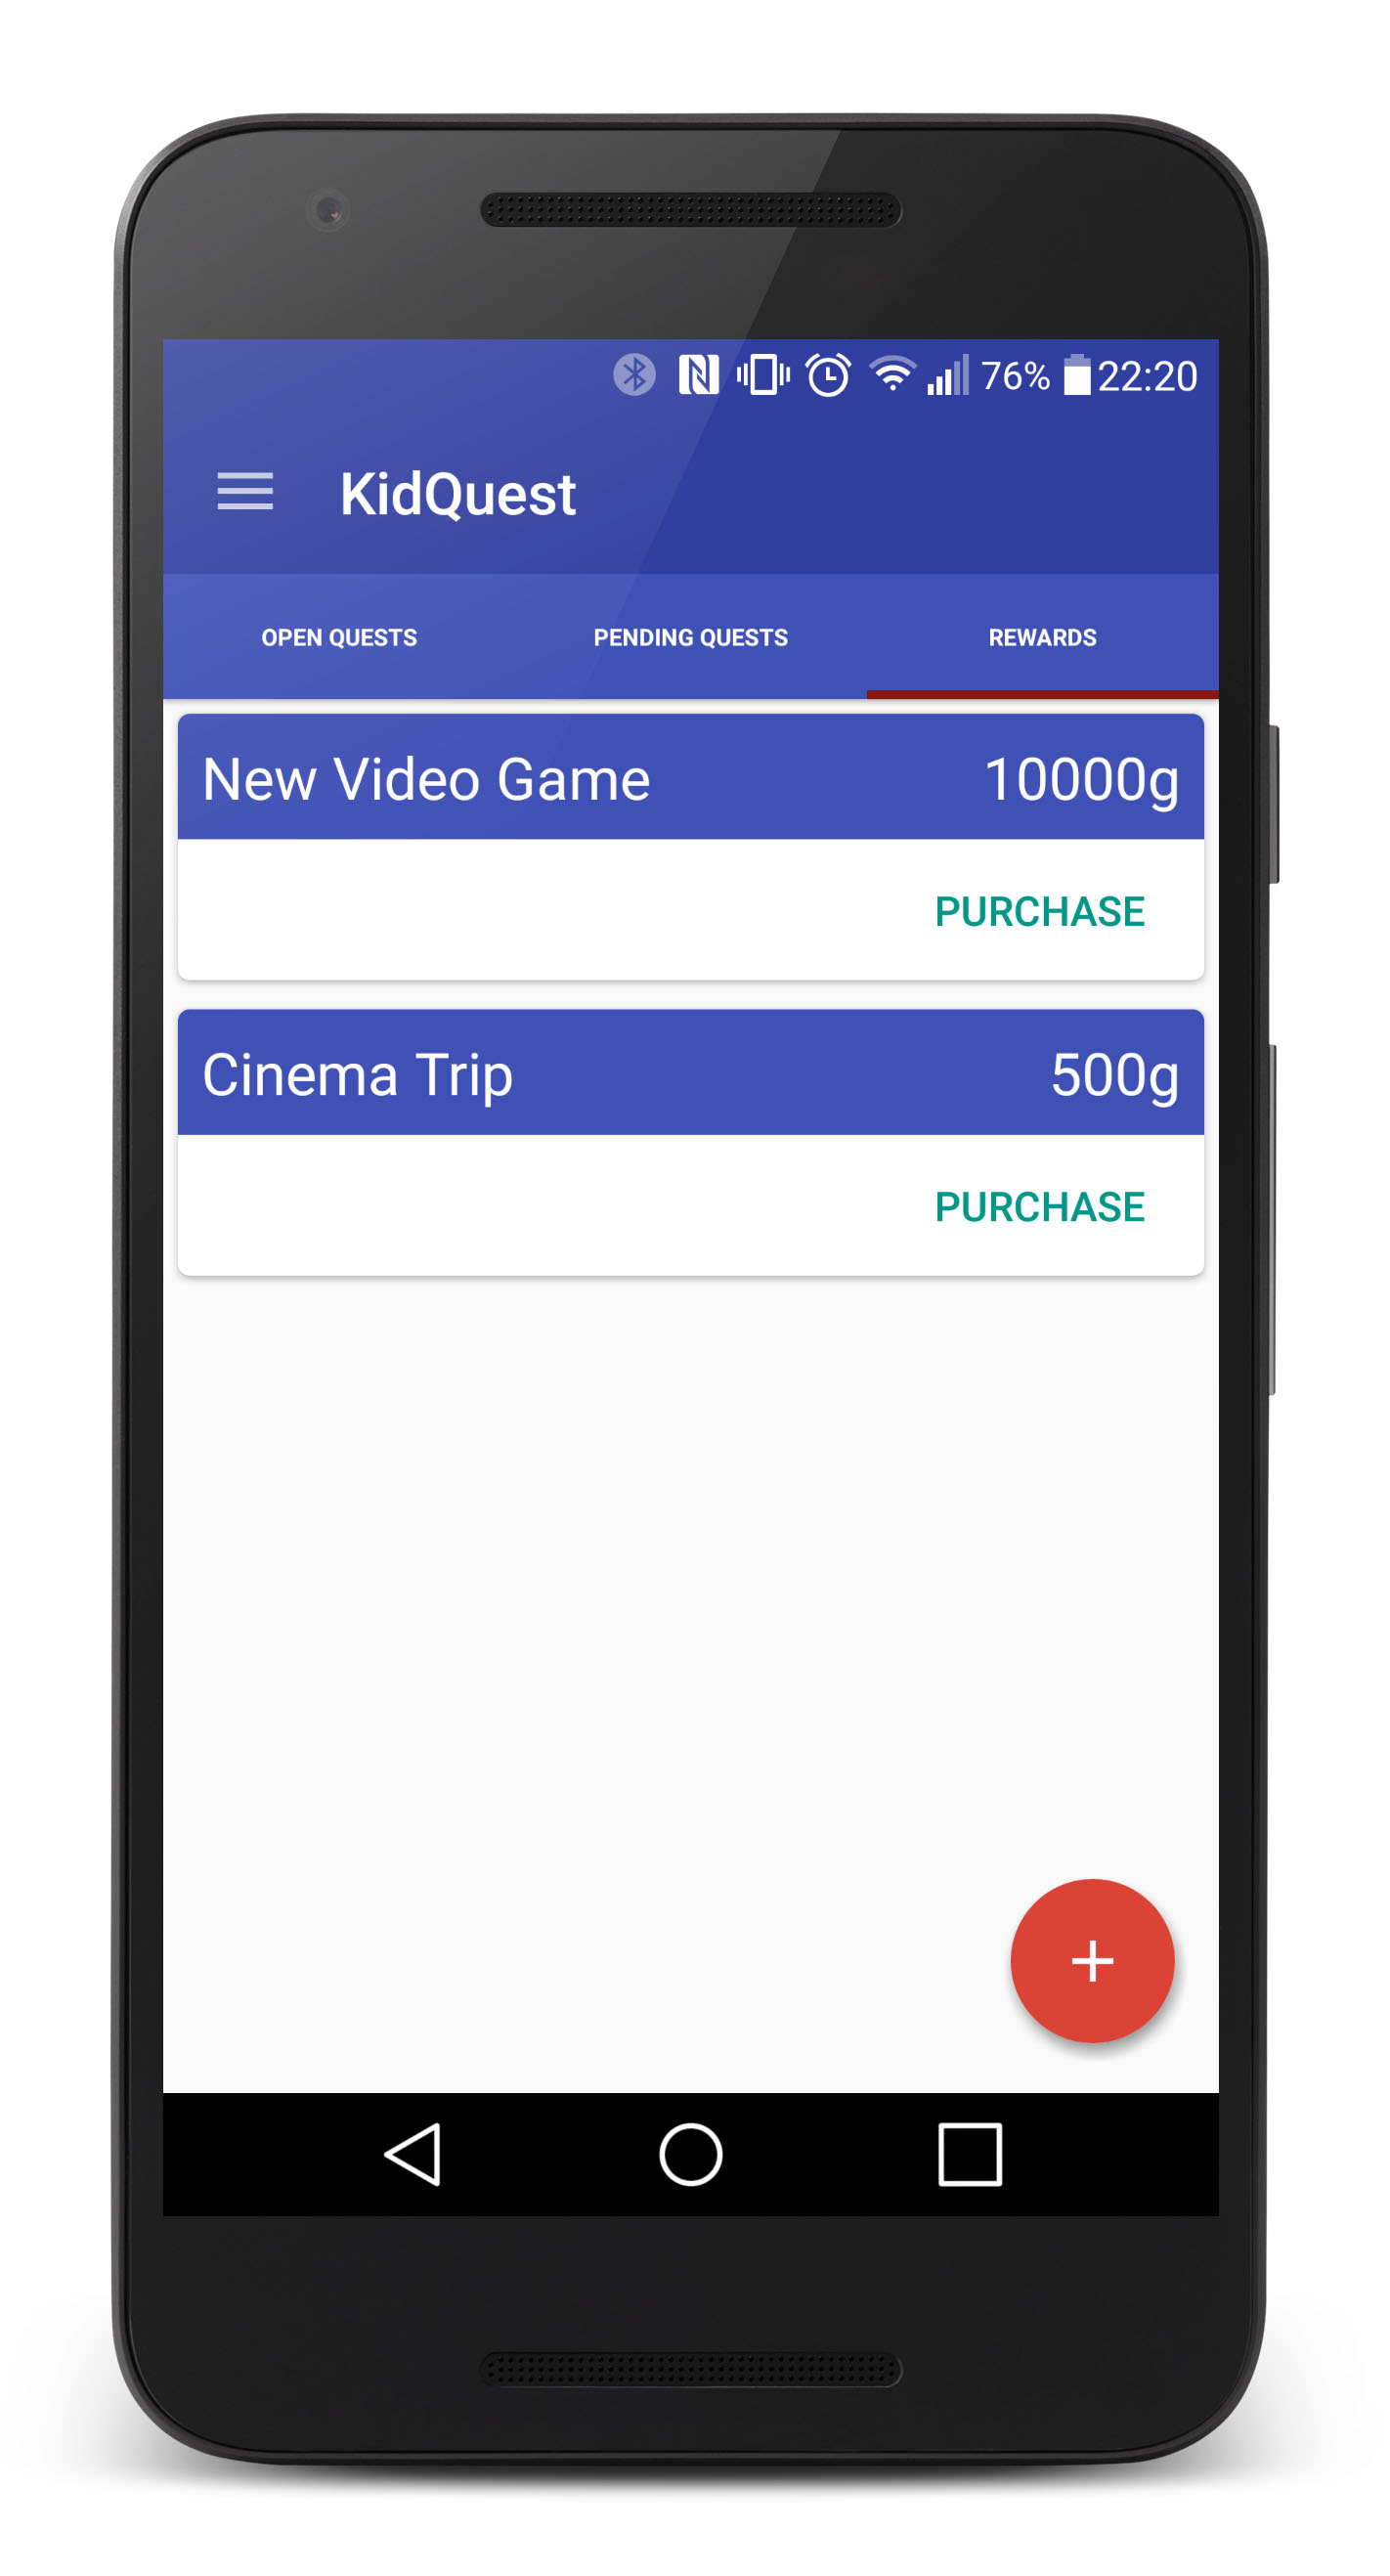 76% 22:20
KidQuest
OPEN QUESTS PENDING QUESTS REWARDS
New Video Game 10000g
PURCHASE
Cinema Trip 500g
PURCHASE